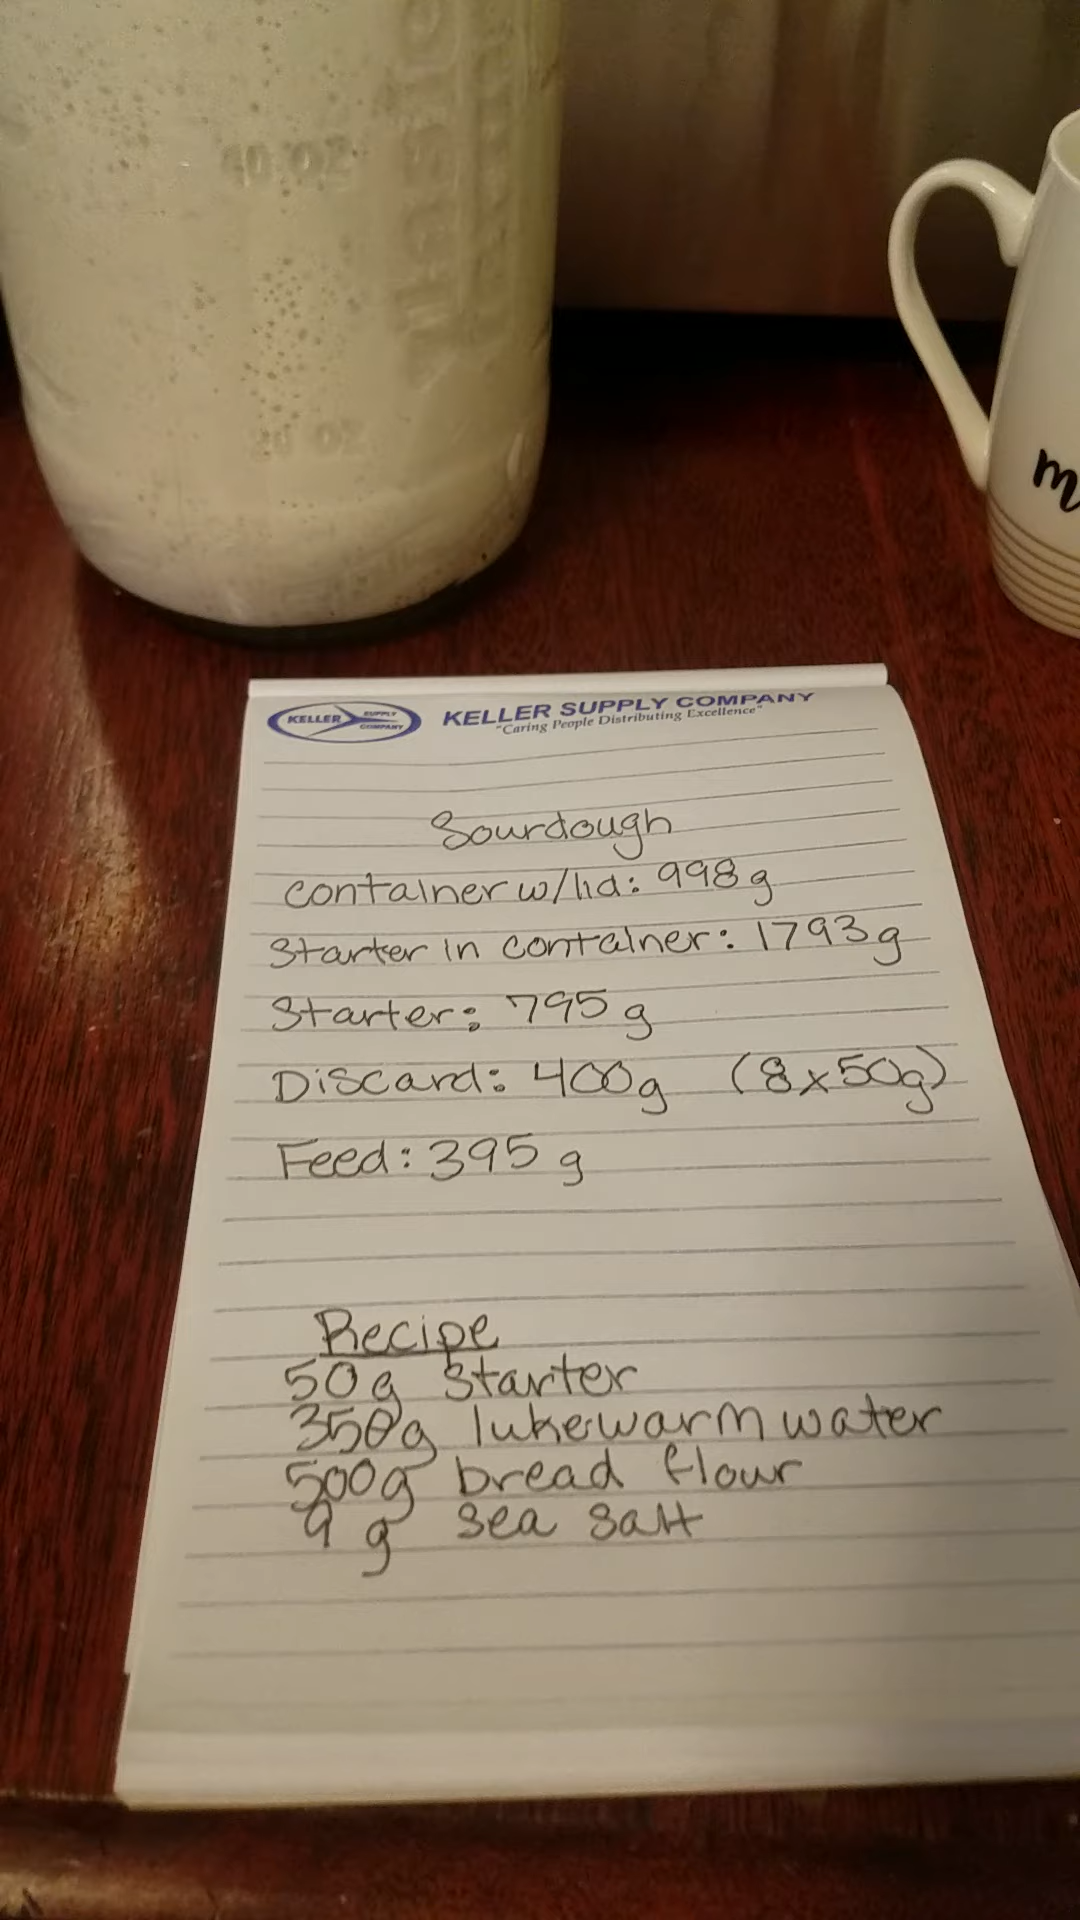 40 OZ
20 OZ
m
KELLER SUPPLY COMPANY
KELLER SUPPLY COMPANY
"Caring People Distributing Excellence"
Sourdough
container w/lid: 998g
Starter in container: 1793g
Starter: 795g
Discard: 400g (8x50g)
Feed: 395g
Recipe
50g starter
350g lukewarm water
500g bread flour
9 g sea salt